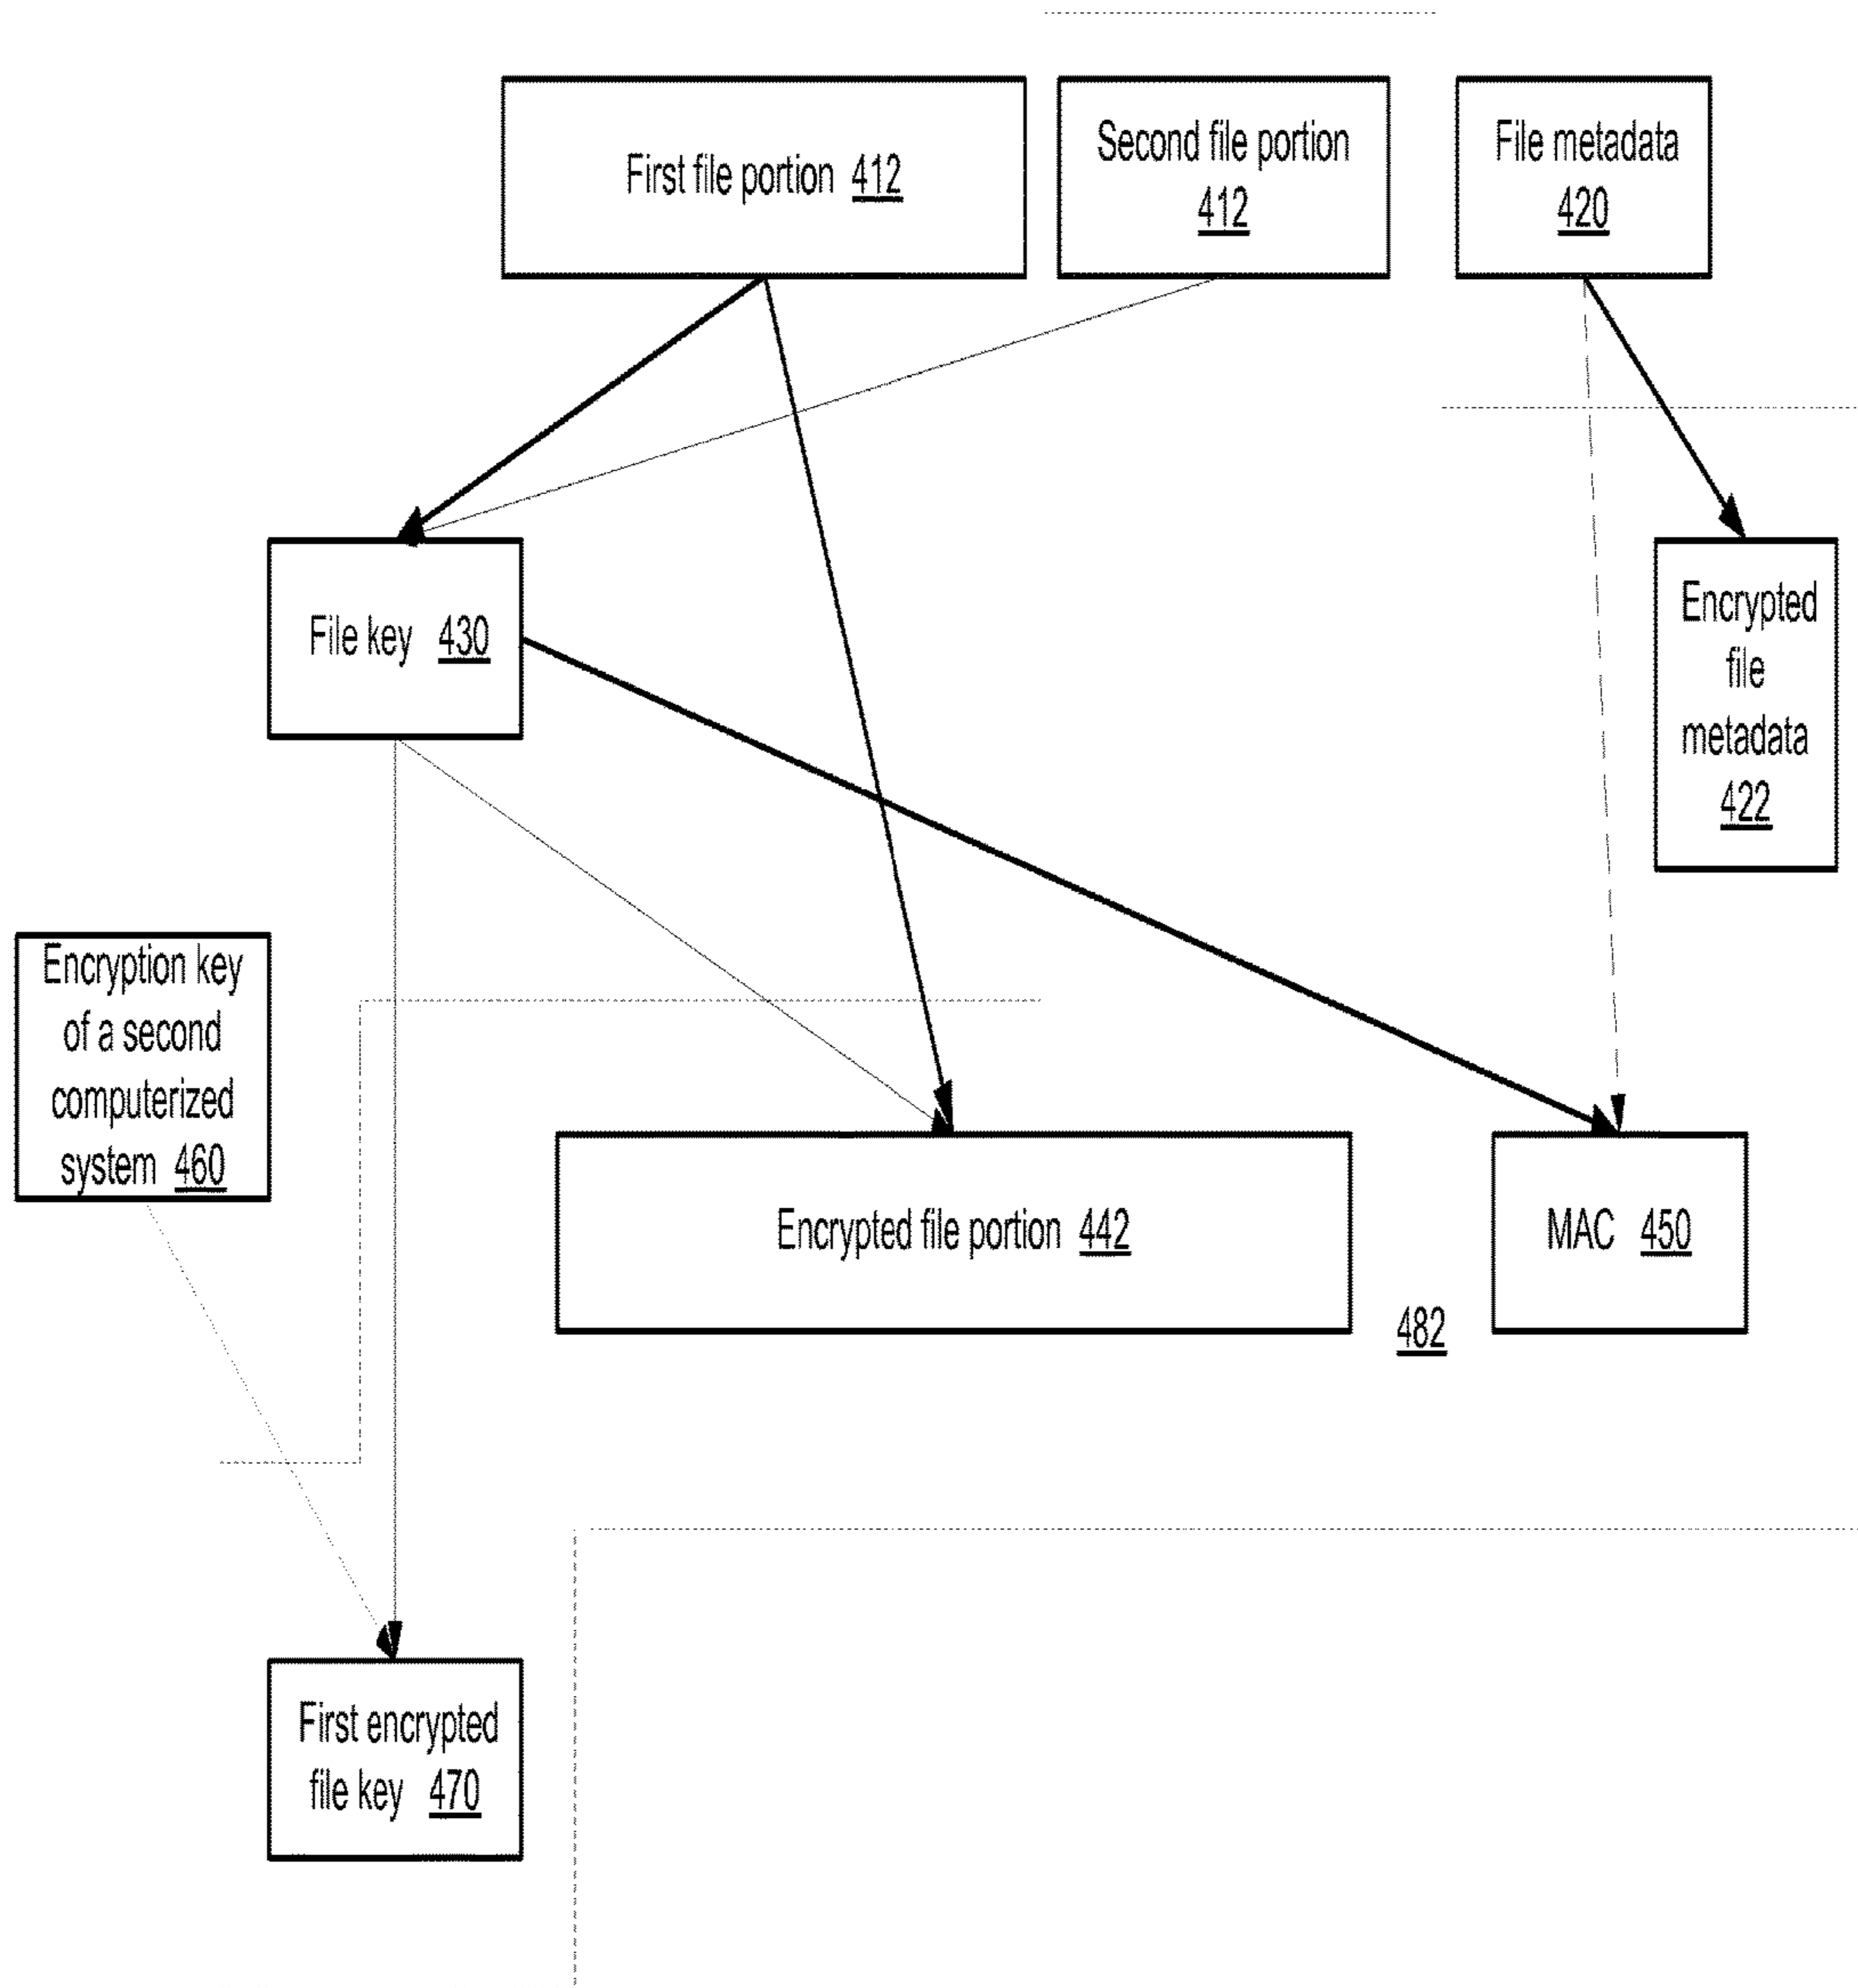 First file portion 412
Second file portion
412
File metadata
420
File key 430
Encrypted
file
metadata
422
Encryption key
of a second
computerized
system 460
Encrypted file portion 442
MAC 450
482
First encrypted
file key 470